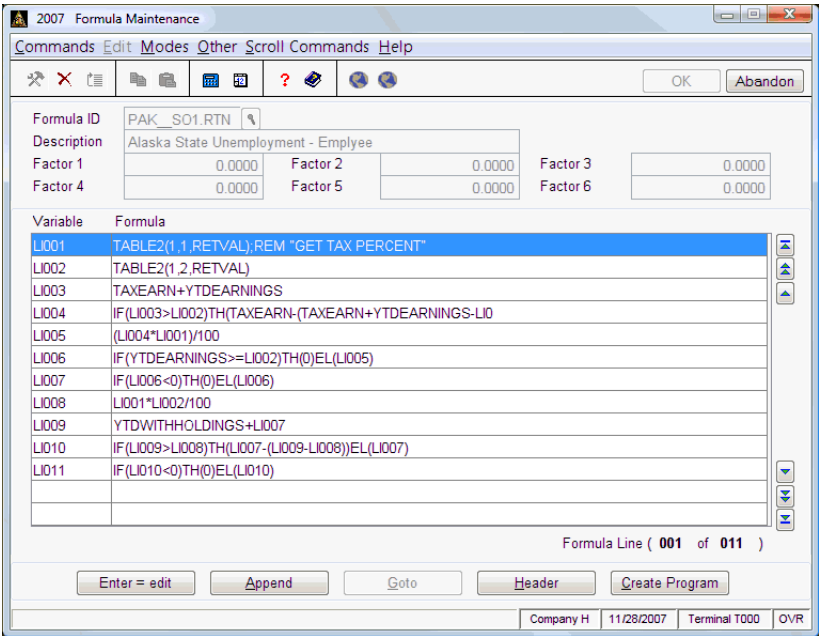 2007 Formula Maintenance
Commands Edit Modes Other Scroll Commands Help
OK Abandon
Formula ID PAK__SO1.RTN
Description Alaska State Unemployment - Emplyee
Factor 1 0.0000 Factor 2 0.0000 Factor 3 0.0000
Factor 4 0.0000 Factor 5 0.0000 Factor 6 0.0000
Variable Formula
LI001 TABLE2(1,1,RETVAL);REM "GET TAX PERCENT"
LI002 TABLE2(1,2,RETVAL)
LI003 TAXEARN+YTDEARNINGS
LI004 IF(LI003>LI002)TH(TAXEARN-(TAXEARN+YTDEARNINGS-LI0
LI005 (LI004*LI001)/100
LI006 IF(YTDEARNINGS>=LI002)TH(0)EL(LI005)
LI007 IF(LI006<0)TH(0)EL(LI006)
LI008 LI001*LI002/100
LI009 YTDWITHHOLDINGS+LI007
LI010 IF(LI009>LI008)TH(LI007-(LI009-LI008))EL(LI007)
LI011 IF(LI010<0)TH(0)EL(LI010)
Formula Line ( 001 of 011 )
Enter = edit Append Goto Header Create Program
Company H 11/28/2007 Terminal T000 OVR